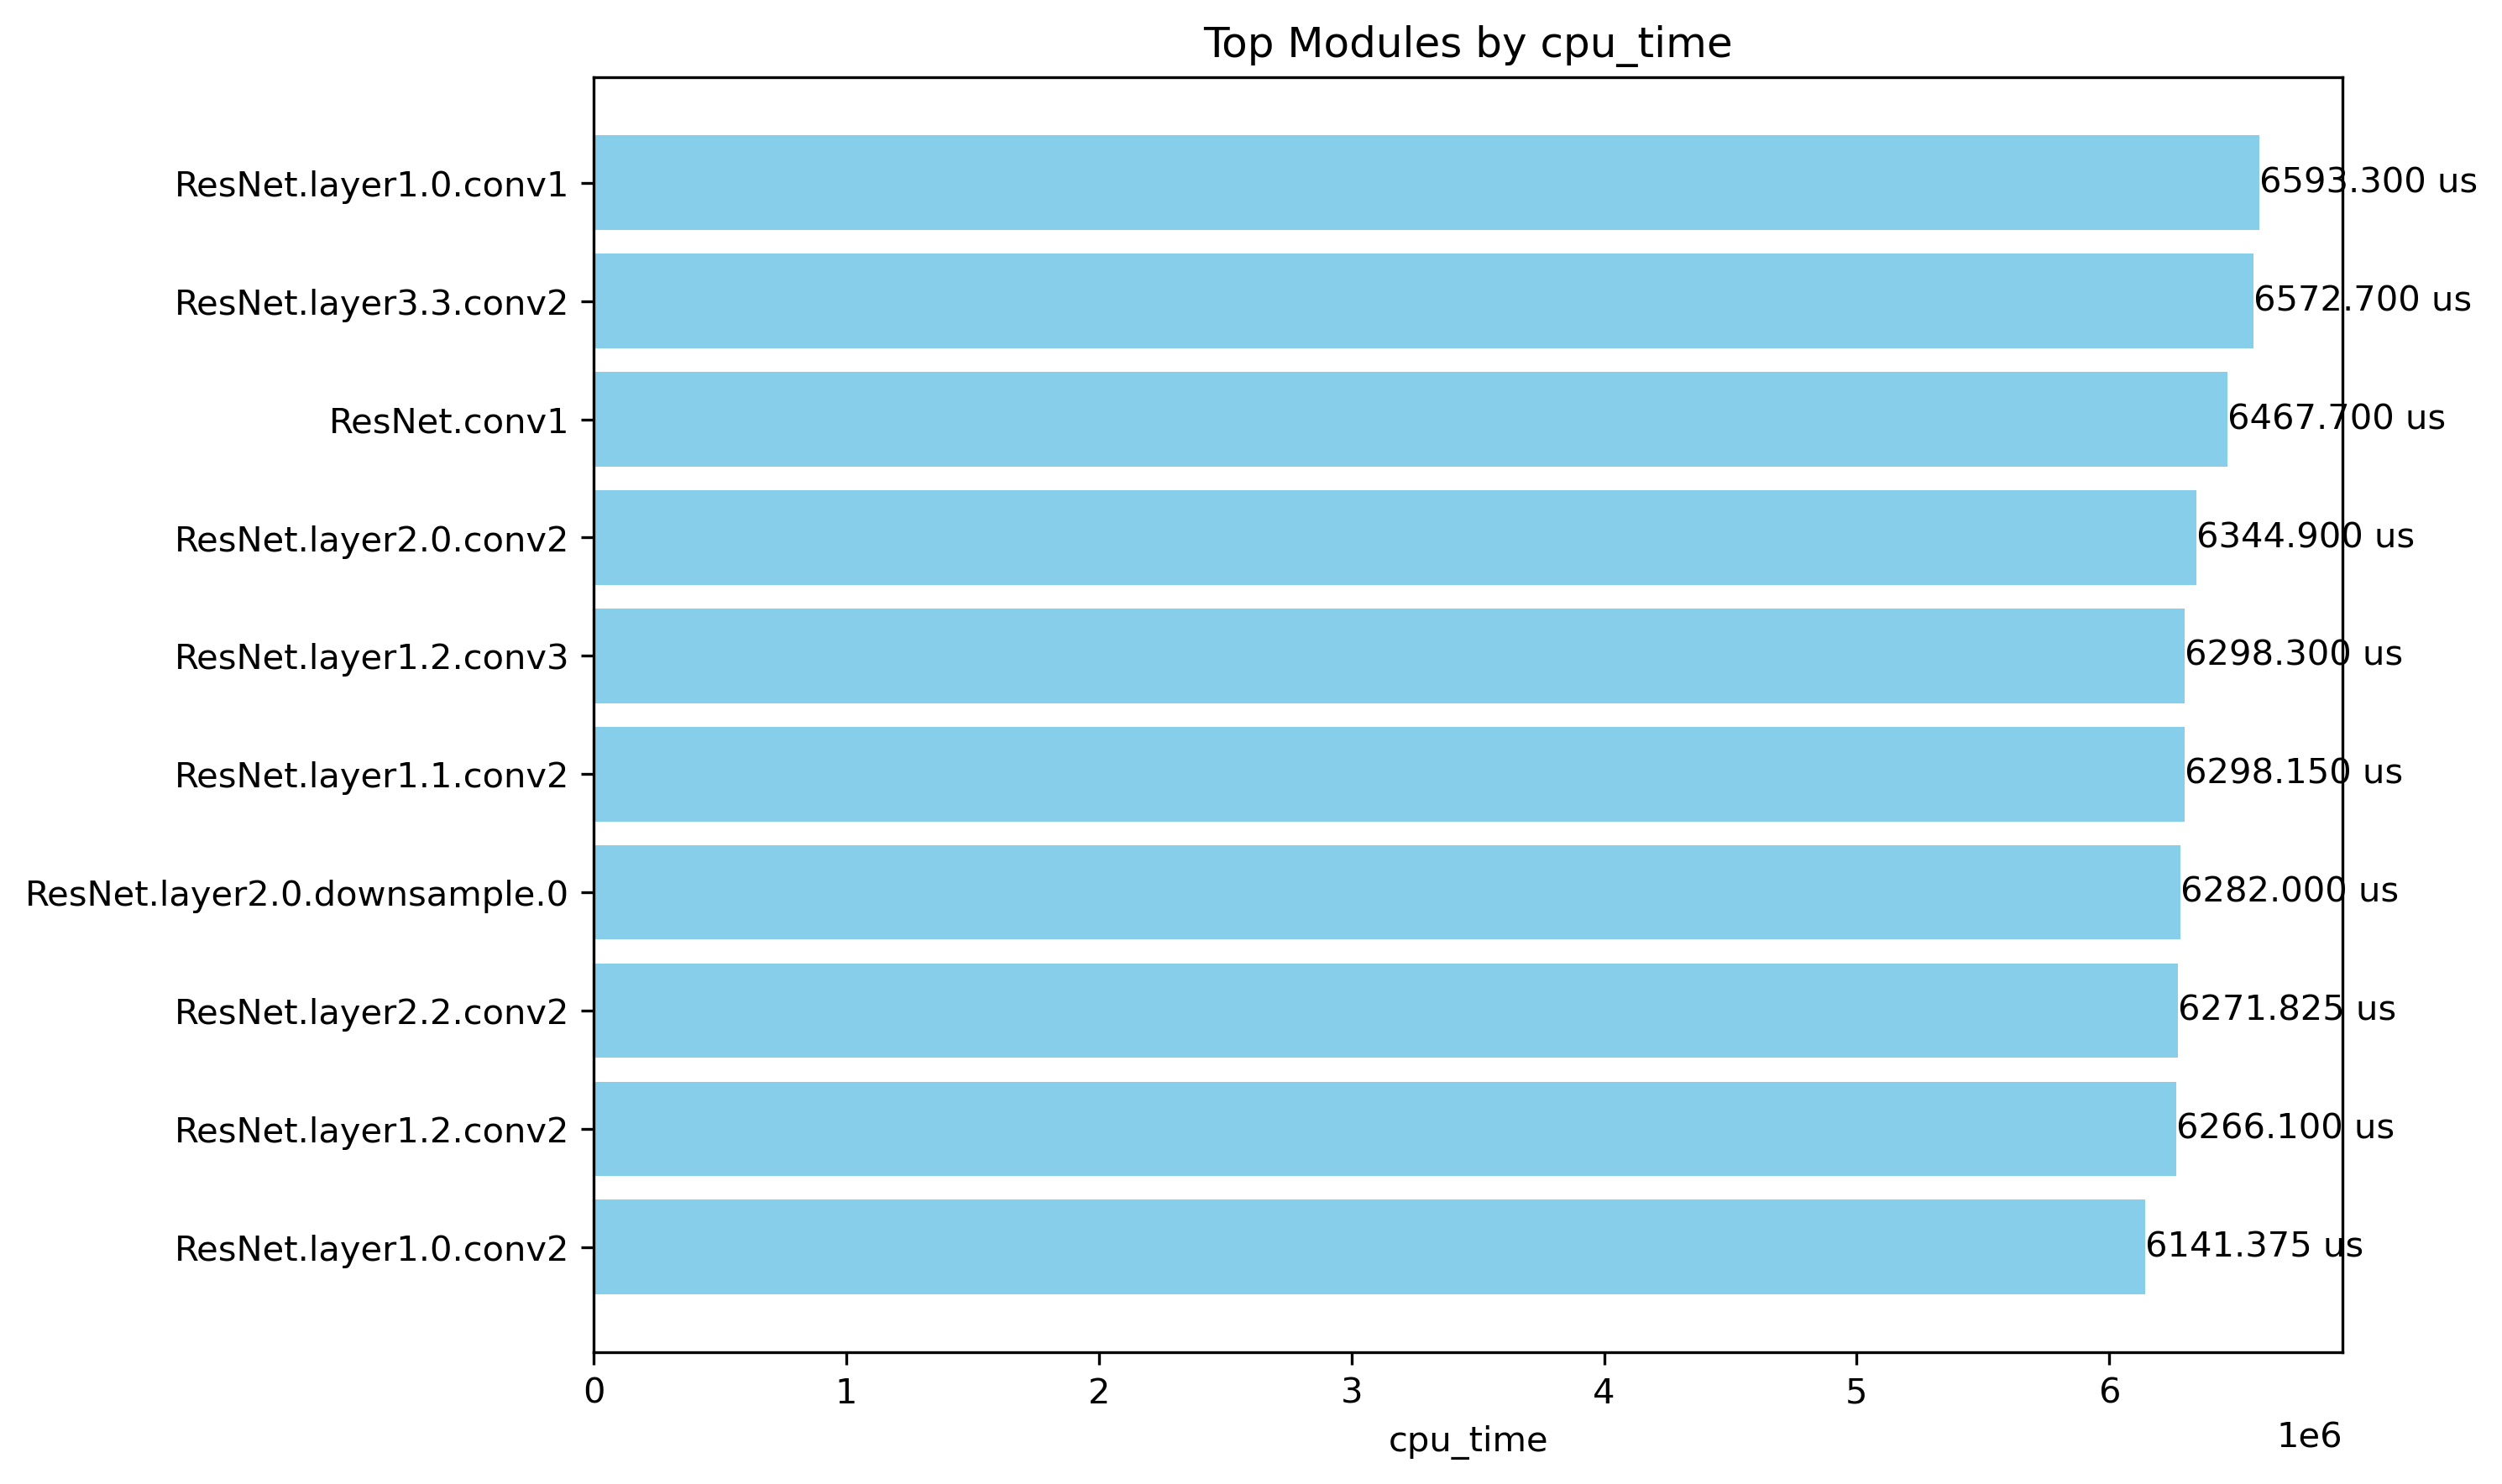 Top Modules by cpu_time
ResNet.layer1.0.conv1 6593.300 us
ResNet.layer3.3.conv2 6572.700 us
ResNet.conv1 6467.700 us
ResNet.layer2.0.conv2 6344.900 us
ResNet.layer1.2.conv3 6298.300 us
ResNet.layer1.1.conv2 6298.150 us
ResNet.layer2.0.downsample.0 6282.000 us
ResNet.layer2.2.conv2 6271.825 us
ResNet.layer1.2.conv2 6266.100 us
ResNet.layer1.0.conv2 6141.375 us
0 1 2 3 4 5 6
1e6
cpu_time